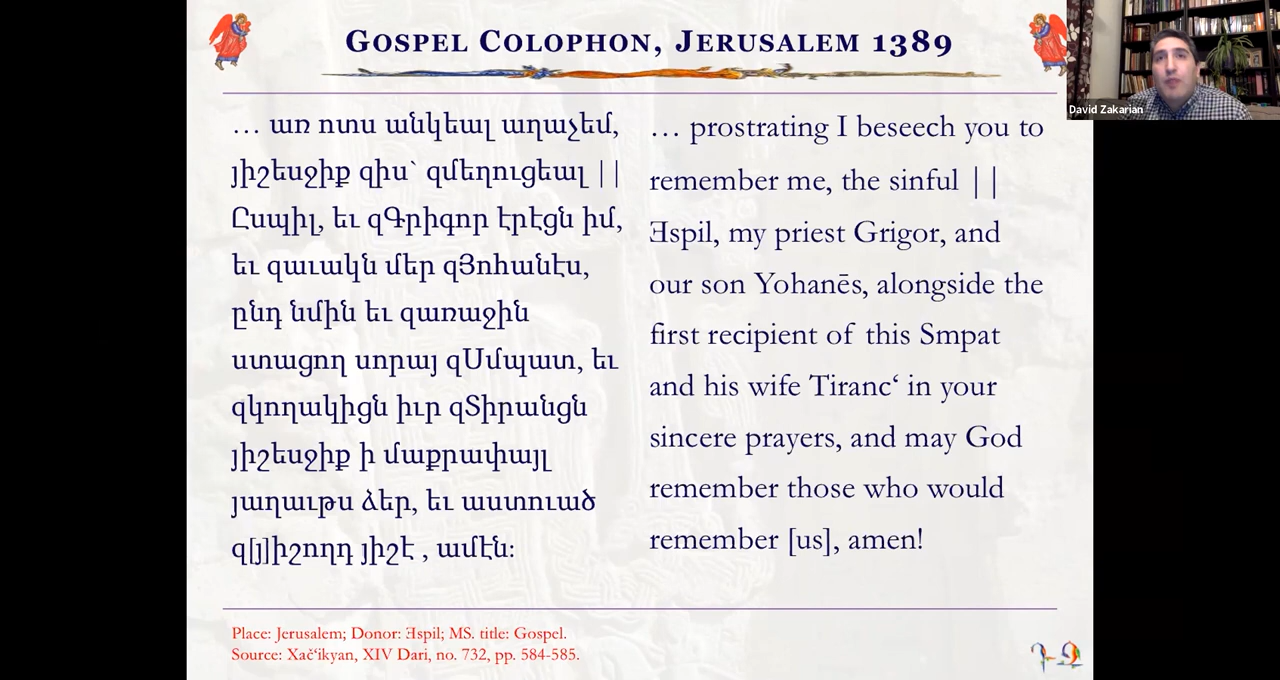 GOSPEL COLOPHON, JERUSALEM 1389
… առ ոտս անկեալ աղաչեմ,
յիշեսջիք զիս` զմեղուցեալ ||
Ըսպիլ, եւ զԳրիգոր էրէցն իմ,
եւ զաւակն մեր զՅոհանէս,
ընդ նմին եւ զառաջին
ստացող սորայ զՍմպատ, եւ
զկողակիցն իւր զՏիրանցն
յիշեսջիք ի մաքրափայլ
յաղաւթս ձեր, եւ աստուած
զ[յ]իշողդ յիշէ , ամէն:
… prostrating I beseech you to
remember me, the sinful ||
Ǝspil, my priest Grigor, and
our son Yohanēs, alongside the
first recipient of this Smpat
and his wife Tiranc‘ in your
sincere prayers, and may God
remember those who would
remember [us], amen!
Place: Jerusalem; Donor: Ǝspil; MS. title: Gospel.
Source: Xač‘ikyan, XIV Dari, no. 732, pp. 584-585.
David Zakarian